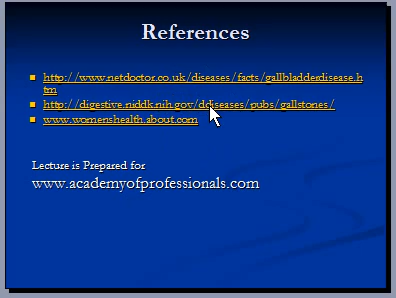 References
http://www.netdoctor.co.uk/diseases/facts/gallbladderdisease.h
tm
http://digestive.niddk.nih.gov/ddiseases/pubs/gallstones/
www.womenshealth.about.com
Lecture is Prepared for
www.academyofprofessionals.com